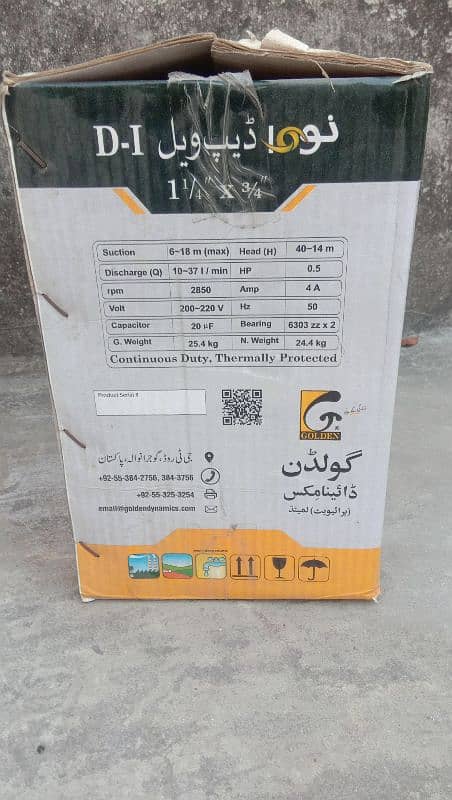 نووا ڈیپ ویل D-I
1¼" x ¾"
Suction 6~18 m (max) Head (H) 40~14 m
Discharge (Q) 10~37 l / min HP 0.5
rpm 2850 Amp 4 A
Volt 200~220 V Hz 50
Capacitor 20 µF Bearing 6303 zz x 2
G. Weight 25.4 kg N. Weight 24.4 kg
Continuous Duty, Thermally Protected
Product Serial #
GOLDEN
گولڈن
ڈائینامکس
(پرائیویٹ) لمیٹڈ
جی ٹی روڈ، گوجرانوالہ، پاکستان
+92-55-384-2756, 384-3756
+92-55-325-3254
email@goldendynamics.com